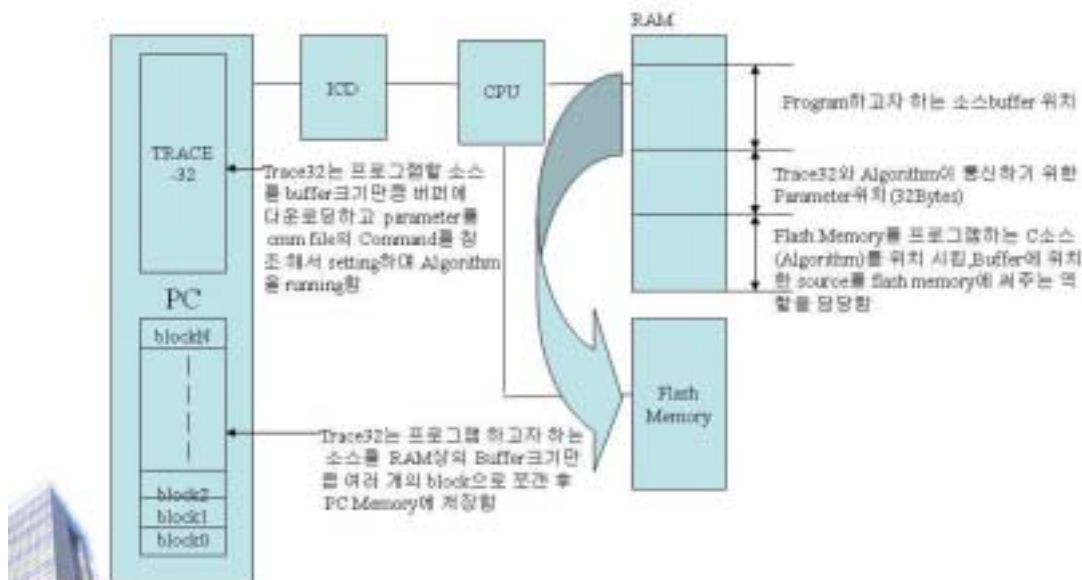 RAM
ICD
CPU
TRACE
-32
Program하고자 하는 소스buffer 위치
Trace32는 프로그램할 소스
를 buffer크기만큼 버퍼에
다운로딩하고 parameter를
cmm file의 Command를 참
조 해서 setting하여 Algorithm
을 running함
Trace32와 Algorithm이 통신하기 위한
Parameter위치(32Bytes)
Flash Memory를 프로그램하는 C소스
(Algorithm)를 위치 시킴,Buffer에 위치
한 source를 flash memory에 써주는 역
할을 담당함
PC
blockN
Flash
Memory
Trace32는 프로그램 하고자 하는
소스를 RAM상의 Buffer크기만
큼 여러 개의 block으로 쪼갠 후
PC Memory에 저장함
block2
block1
block0